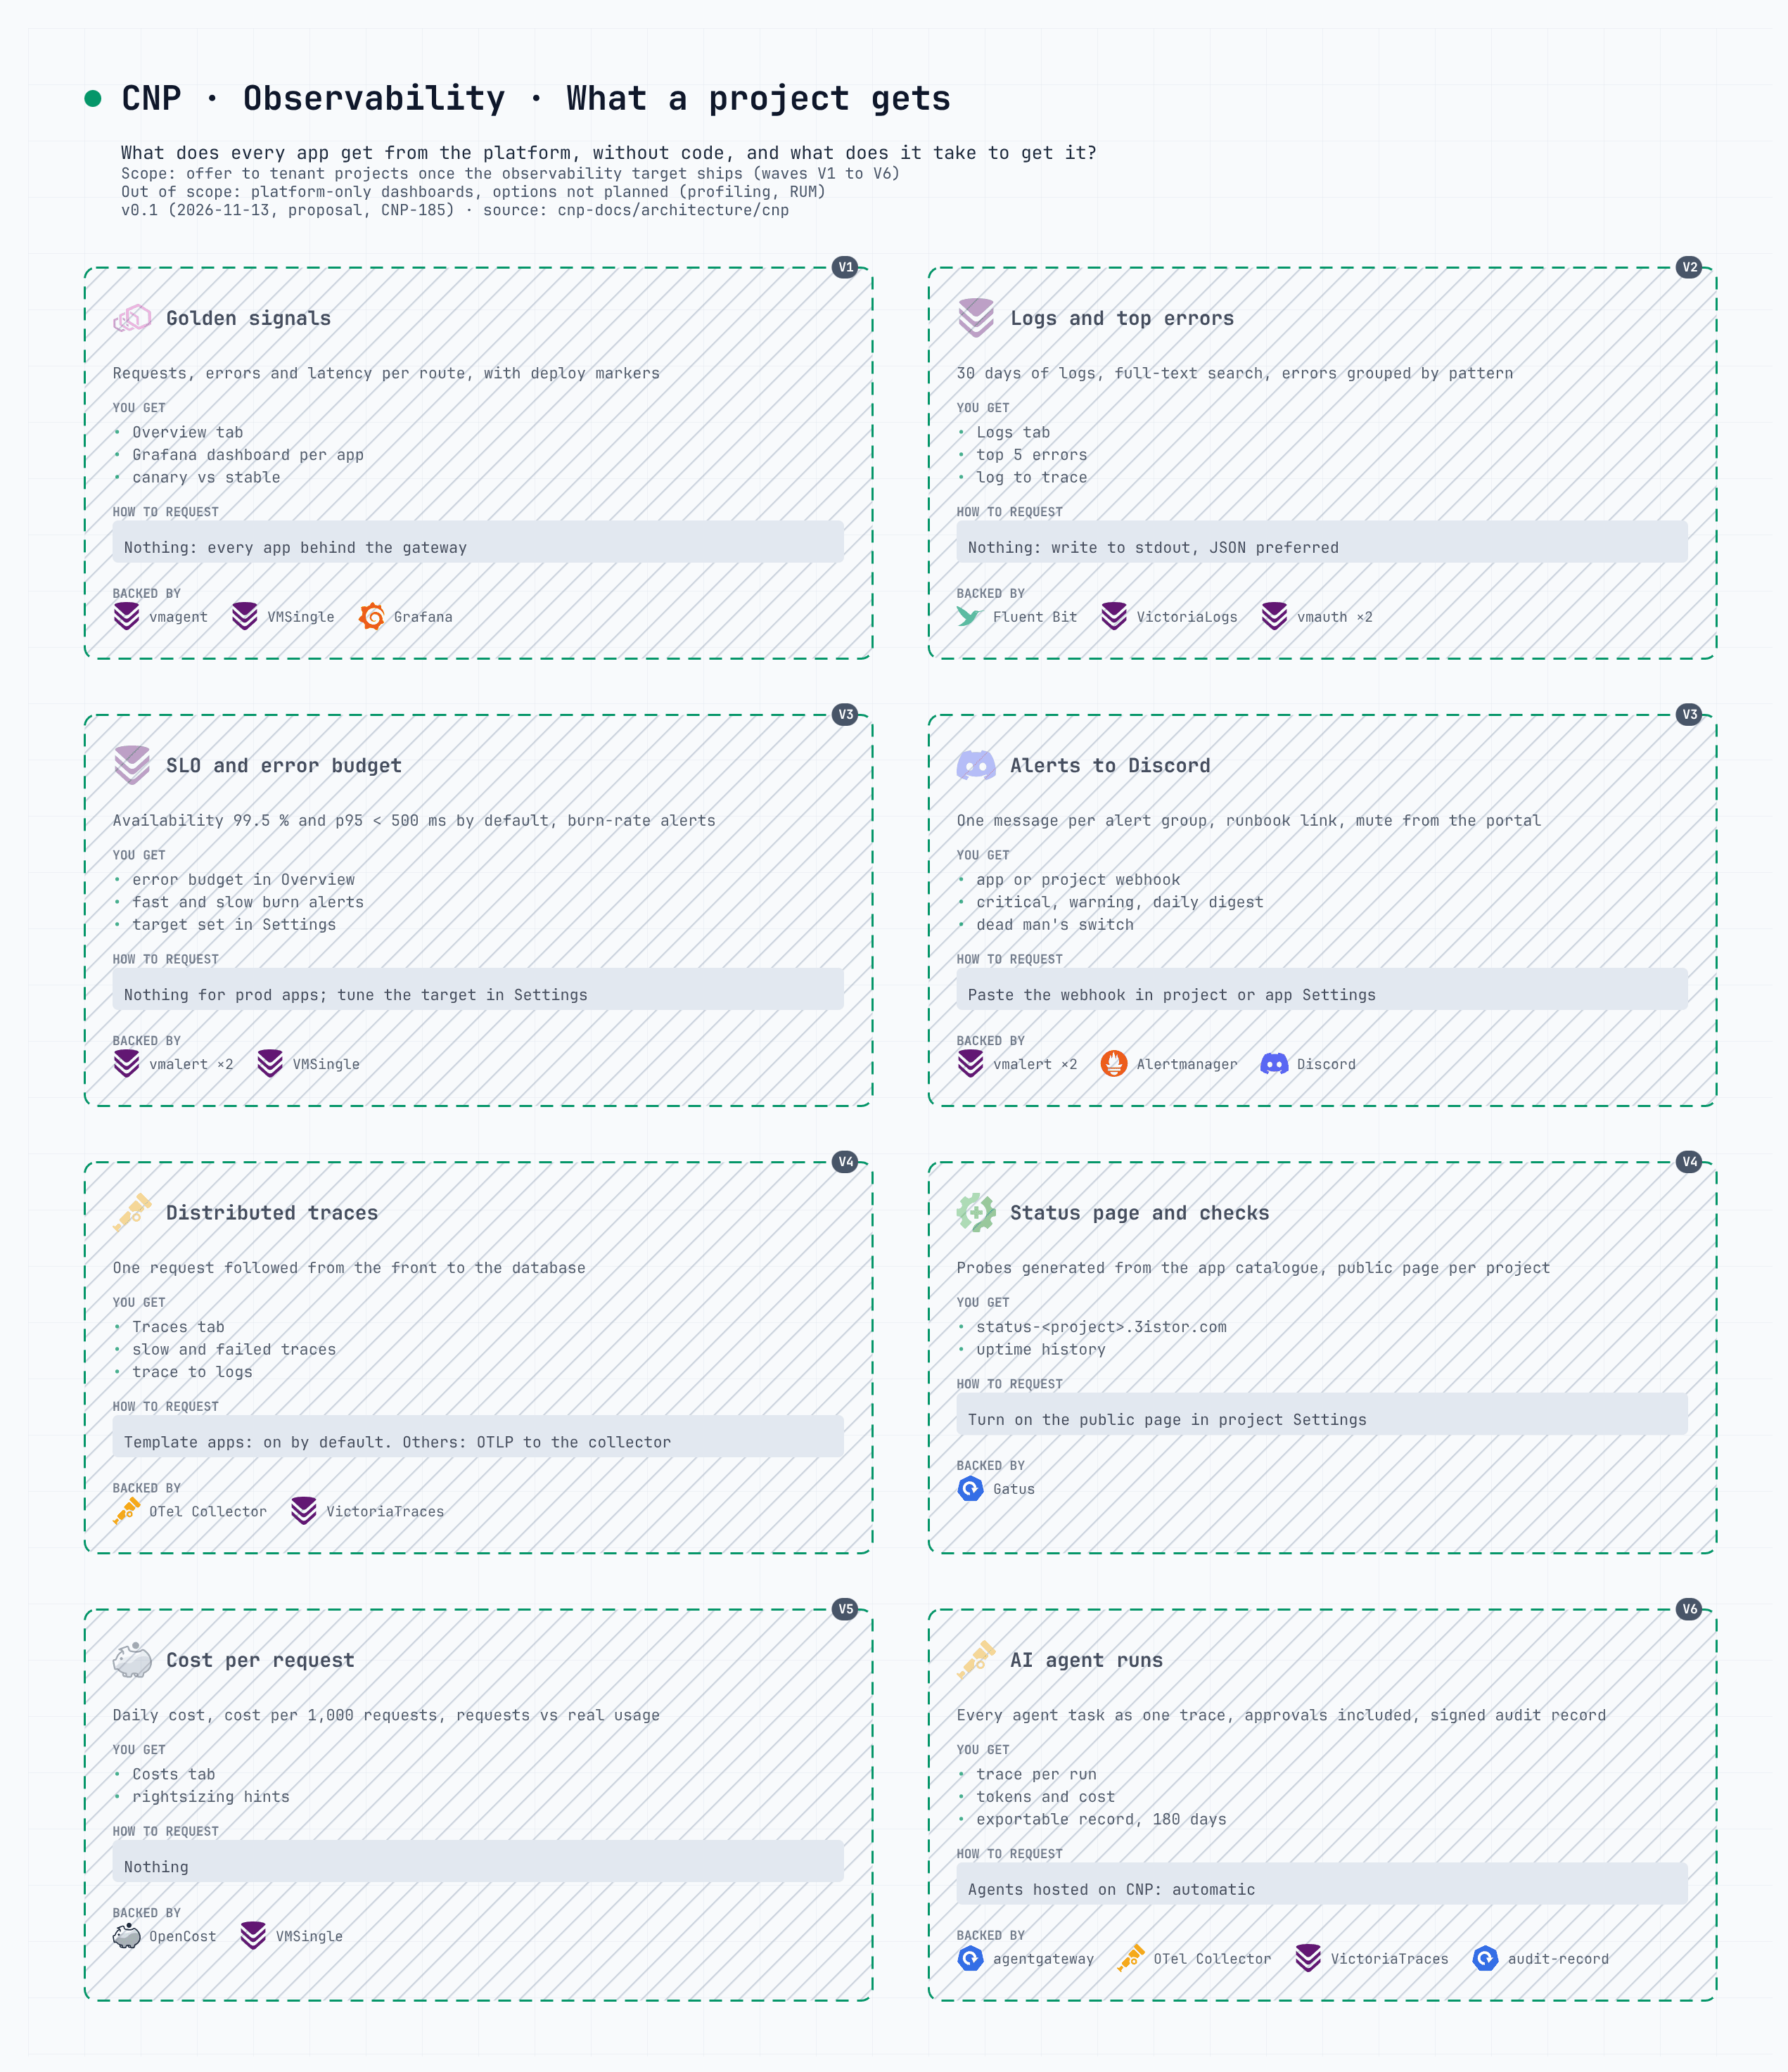 CNP · Observability · What a project gets
What does every app get from the platform, without code, and what does it take to get it?
Scope: offer to tenant projects once the observability target ships (waves V1 to V6)
Out of scope: platform-only dashboards, options not planned (profiling, RUM)
v0.1 (2026-11-13, proposal, CNP-185) · source: cnp-docs/architecture/cnp
V1
Golden signals
Requests, errors and latency per route, with deploy markers
YOU GET
• Overview tab
• Grafana dashboard per app
• canary vs stable
HOW TO REQUEST
Nothing: every app behind the gateway
BACKED BY
vmagent VMSingle Grafana
V2
Logs and top errors
30 days of logs, full-text search, errors grouped by pattern
YOU GET
• Logs tab
• top 5 errors
• log to trace
HOW TO REQUEST
Nothing: write to stdout, JSON preferred
BACKED BY
Fluent Bit VictoriaLogs vmauth ×2
V3
SLO and error budget
Availability 99.5 % and p95 < 500 ms by default, burn-rate alerts
YOU GET
• error budget in Overview
• fast and slow burn alerts
• target set in Settings
HOW TO REQUEST
Nothing for prod apps; tune the target in Settings
BACKED BY
vmalert ×2 VMSingle
V3
Alerts to Discord
One message per alert group, runbook link, mute from the portal
YOU GET
• app or project webhook
• critical, warning, daily digest
• dead man's switch
HOW TO REQUEST
Paste the webhook in project or app Settings
BACKED BY
vmalert ×2 Alertmanager Discord
V4
Distributed traces
One request followed from the front to the database
YOU GET
• Traces tab
• slow and failed traces
• trace to logs
HOW TO REQUEST
Template apps: on by default. Others: OTLP to the collector
BACKED BY
OTel Collector VictoriaTraces
V4
Status page and checks
Probes generated from the app catalogue, public page per project
YOU GET
• status-<project>.3istor.com
• uptime history
HOW TO REQUEST
Turn on the public page in project Settings
BACKED BY
Gatus
V5
Cost per request
Daily cost, cost per 1,000 requests, requests vs real usage
YOU GET
• Costs tab
• rightsizing hints
HOW TO REQUEST
Nothing
BACKED BY
OpenCost VMSingle
V6
AI agent runs
Every agent task as one trace, approvals included, signed audit record
YOU GET
• trace per run
• tokens and cost
• exportable record, 180 days
HOW TO REQUEST
Agents hosted on CNP: automatic
BACKED BY
agentgateway OTel Collector VictoriaTraces audit-record